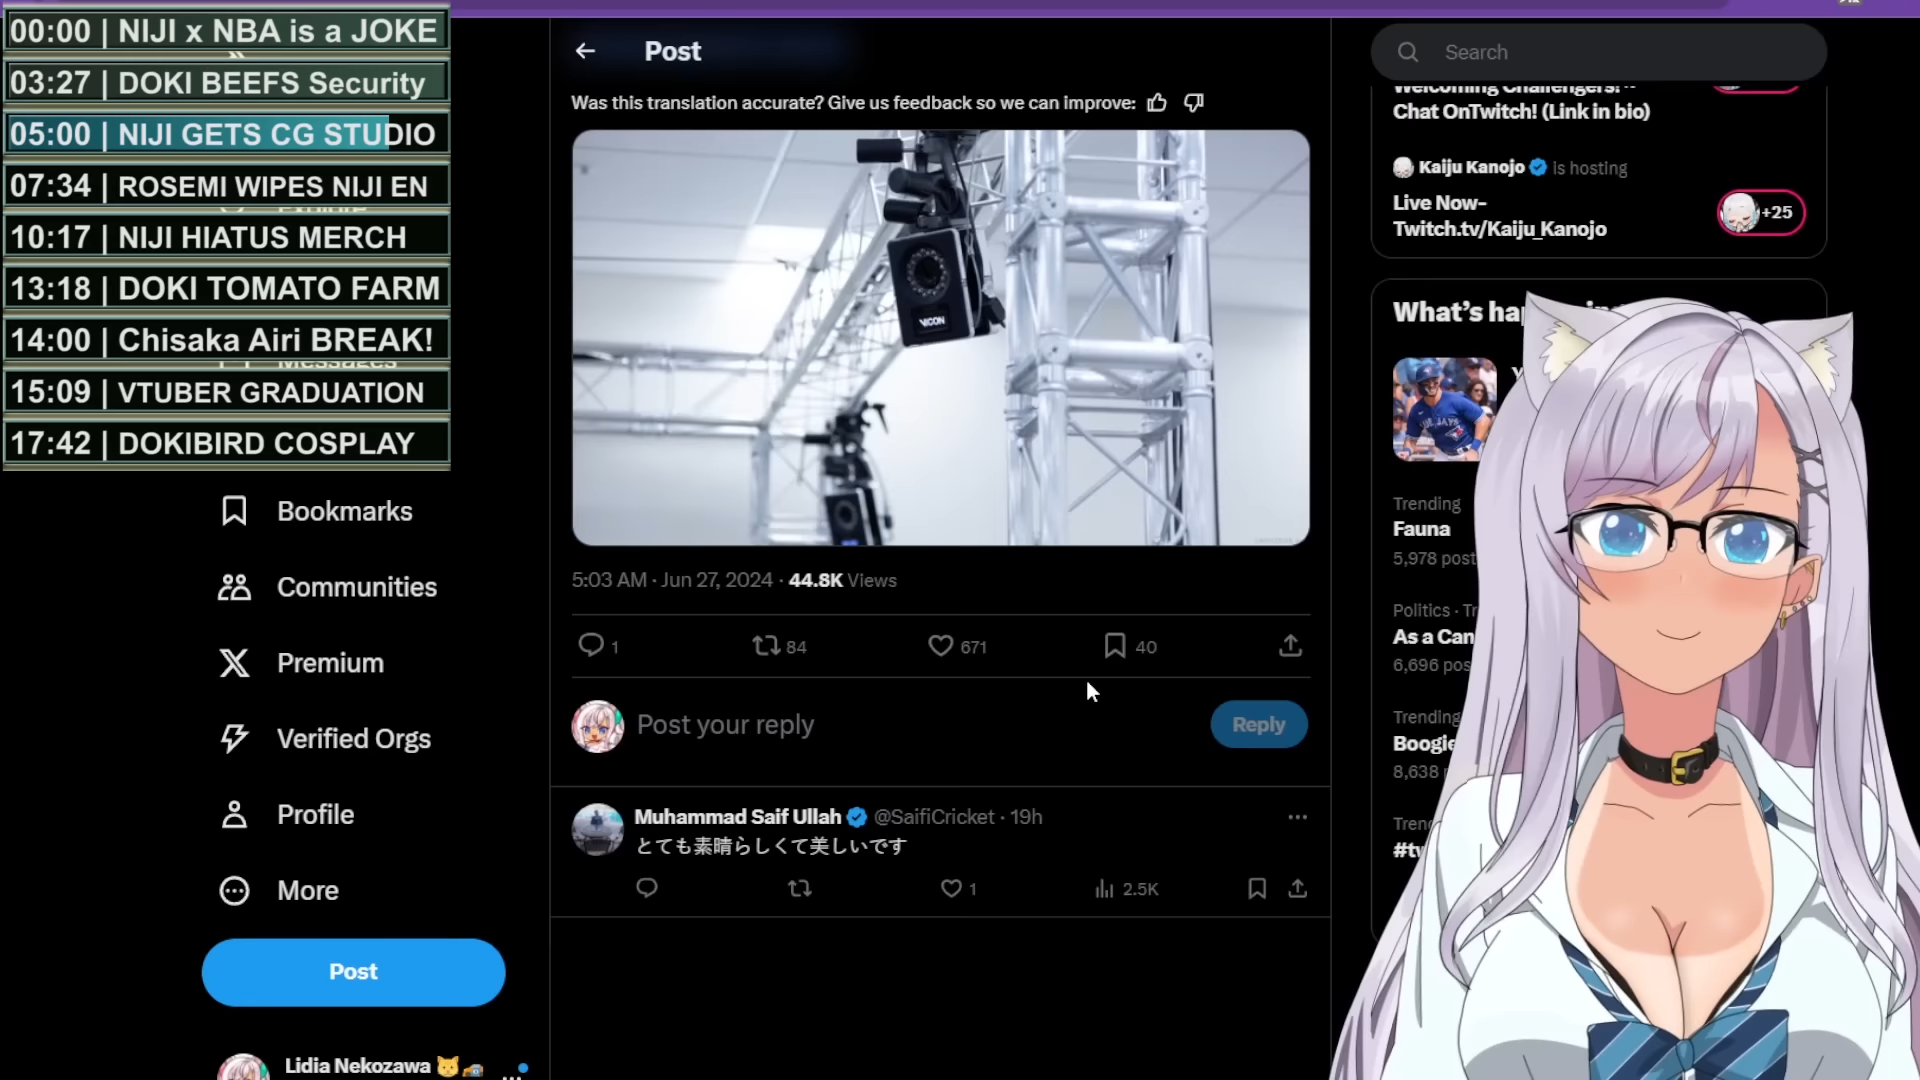 00:00 | NIJI x NBA is a JOKE
03:27 | DOKI BEEFS Security
05:00 | NIJI GETS CG STUDIO
07:34 | ROSEMI WIPES NIJI EN
10:17 | NIJI HIATUS MERCH
13:18 | DOKI TOMATO FARM
14:00 | Chisaka Airi BREAK!
Messages
15:09 | VTUBER GRADUATION
17:42 | DOKIBIRD COSPLAY
Bookmarks
Communities
Premium
Verified Orgs
Profile
More
Post
Lidia Nekozawa
Post
Was this translation accurate? Give us feedback so we can improve:
VICON
5:03 AM · Jun 27, 2024 · 44.8K Views
1 84 671 40
Post your reply
Reply
Muhammad Saif Ullah @SaifiCricket · 19h
とても素晴らしくて美しいです
1 2.5K
Search
Welcoming Challengers!
Chat OnTwitch! (Link in bio)
Kaiju Kanojo is hosting
Live Now-
Twitch.tv/Kaiju_Kanojo
+25
What's
Trending
Fauna
5,978 post
Politics ·
As a Can
6,696 pos
Trending
Boogie
8,638